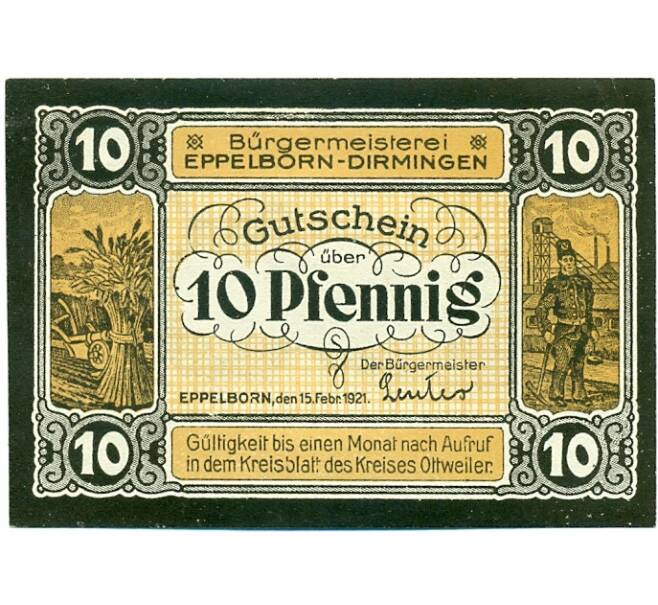 10
10
Bürgermeisterei
EPPELBORN-DIRMINGEN
Gutschein
über
10 Pfennig
Der Bürgermeister
EPPELBORN, den 15. Febr. 1921.
10
10
Gültigkeit bis einen Monat nach Aufruf
in dem Kreisblatt des Kreises Ottweiler.